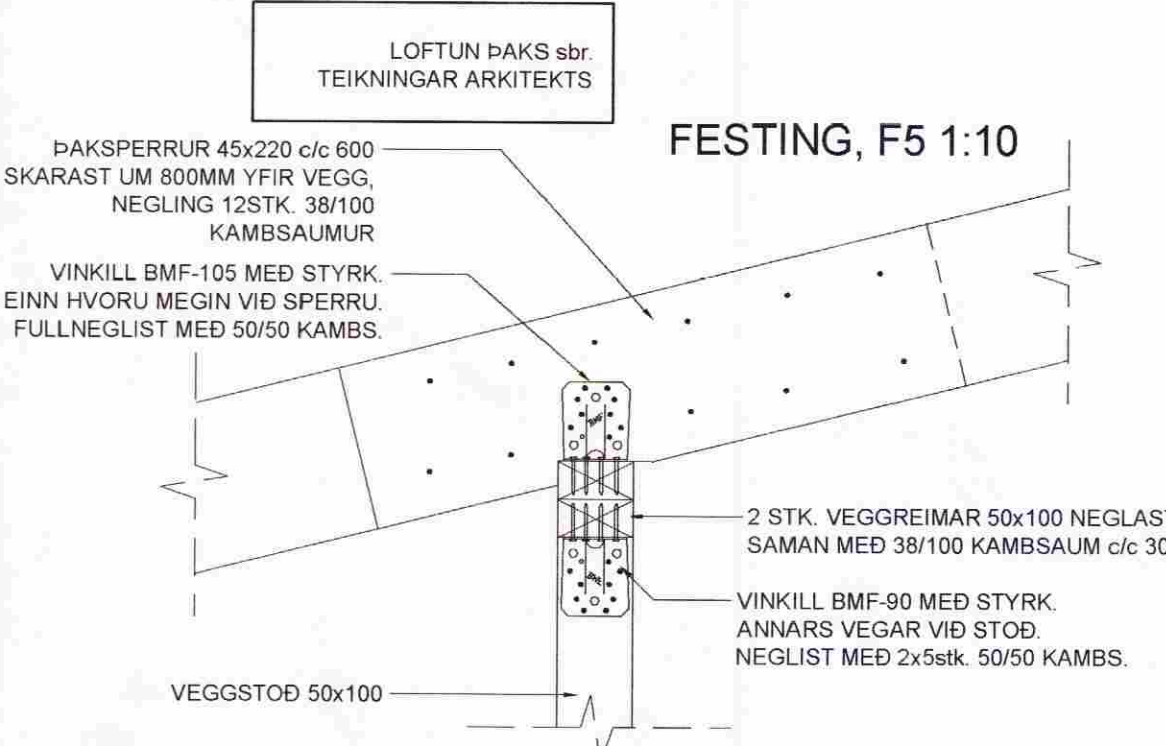 LOFTUN ÞAKS sbr.
TEIKNINGAR ARKITEKTS
FESTING, F5 1:10
ÞAKSPERRUR 45x220 c/c 600
SKARAST UM 800MM YFIR VEGG,
NEGLING 12STK. 38/100
KAMBSAUMUR
VINKILL BMF-105 MEÐ STYRK.
EINN HVORU MEGIN VIÐ SPERRU.
FULLNEGLIST MEÐ 50/50 KAMBS.
BMF
2 STK. VEGGREIMAR 50x100 NEGLAST
SAMAN MEÐ 38/100 KAMBSAUM c/c 30
BMF
VINKILL BMF-90 MEÐ STYRK.
ANNARS VEGAR VIÐ STOÐ.
NEGLIST MEÐ 2x5stk. 50/50 KAMBS.
VEGGSTOÐ 50x100